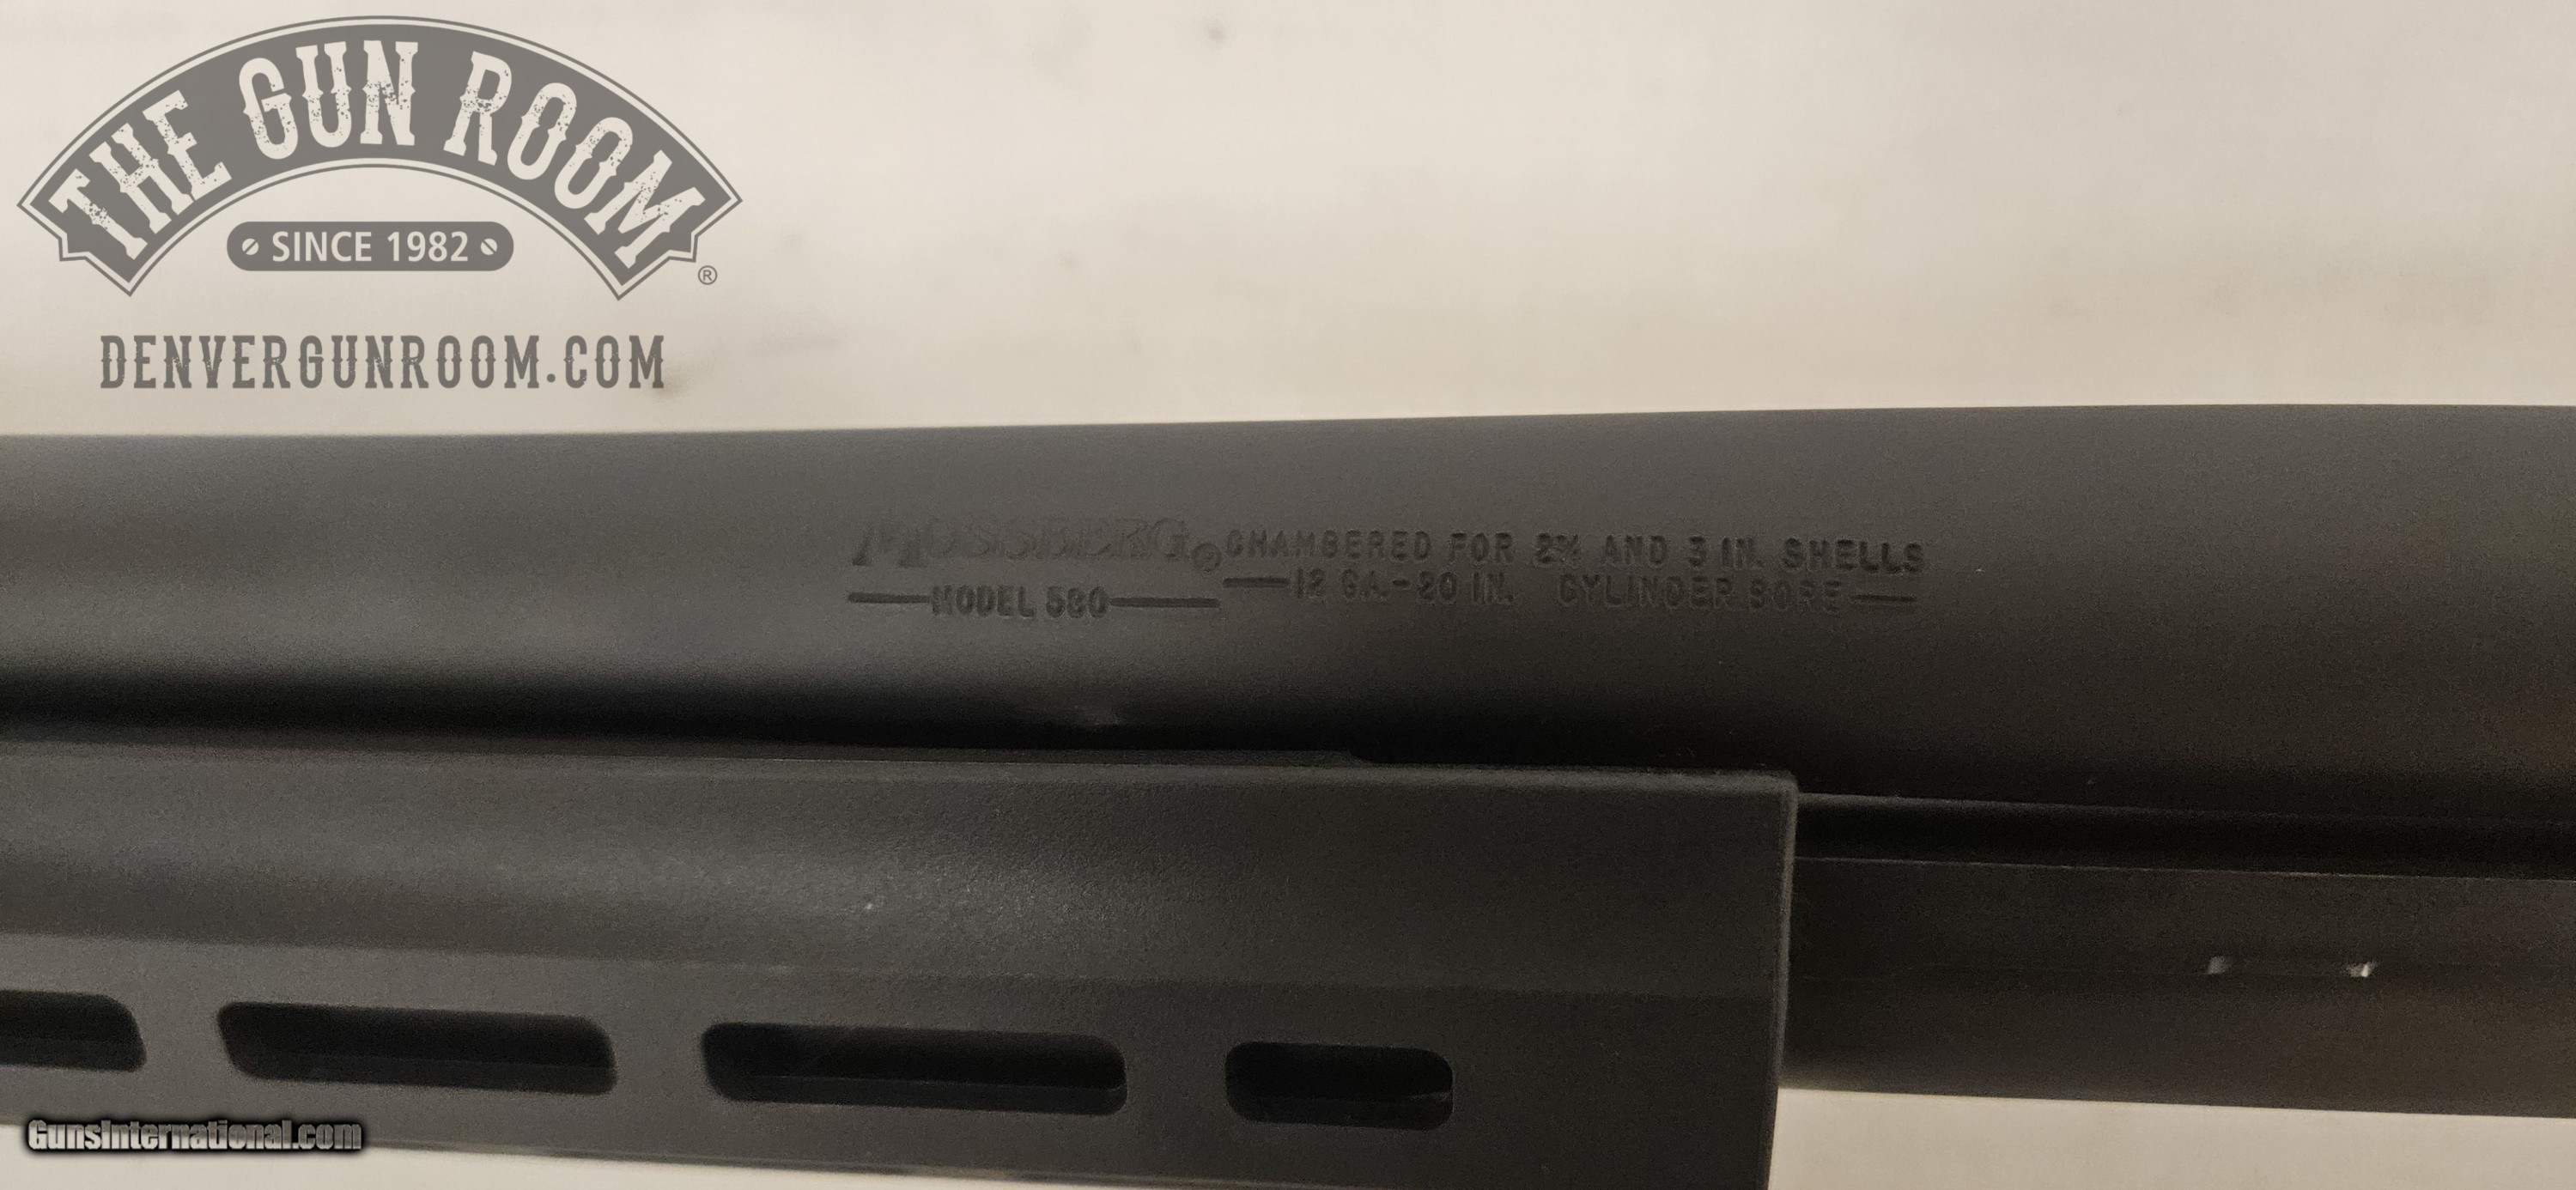 THE GUN ROOM
SINCE 1982
®
DENVERGUNROOM.COM
MOSSBERG® CHAMBERED FOR 2¾ AND 3 IN. SHELLS
MODEL 590 12 GA.-20 IN. CYLINDER BORE
GunsInternational.com